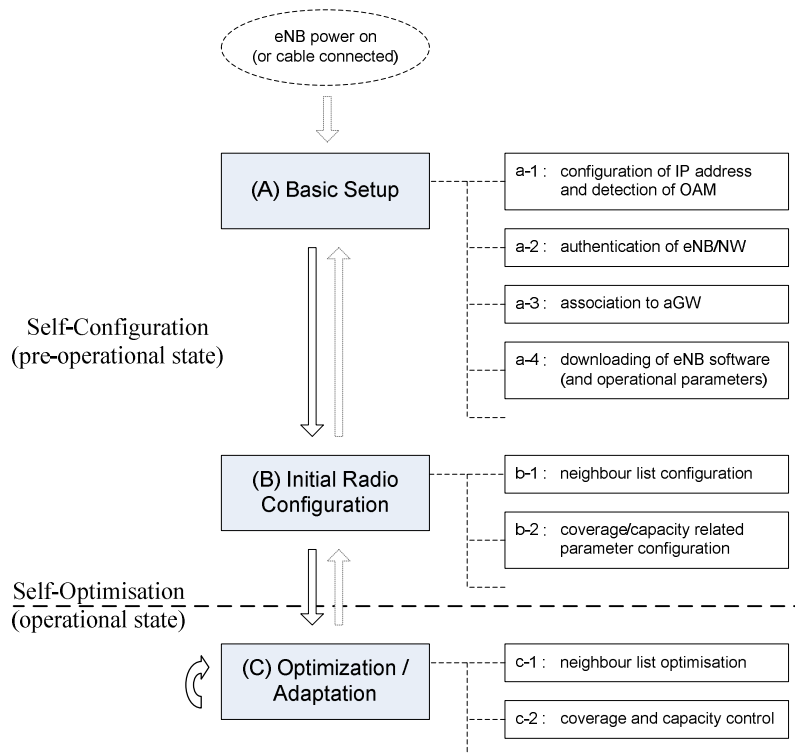 eNB power on
(or cable connected)
(A) Basic Setup
a-1 : configuration of IP address
and detection of OAM
a-2 : authentication of eNB/NW
a-3 : association to aGW
a-4 : downloading of eNB software
(and operational parameters)
Self-Configuration
(pre-operational state)
(B) Initial Radio
Configuration
b-1 : neighbour list configuration
b-2 : coverage/capacity related
parameter configuration
Self-Optimisation
(operational state)
(C) Optimization /
Adaptation
c-1 : neighbour list optimisation
c-2 : coverage and capacity control